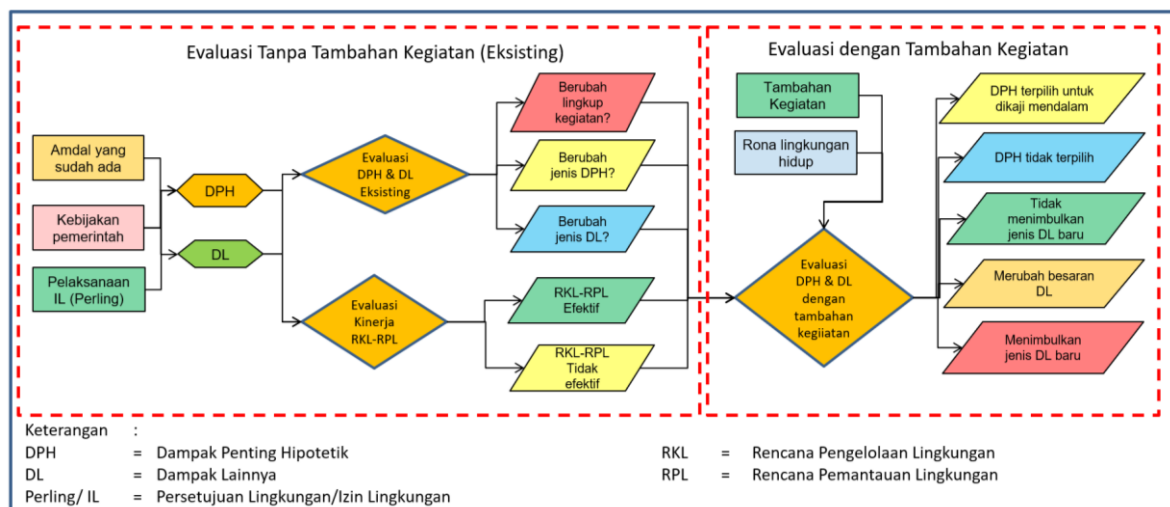 Evaluasi Tanpa Tambahan Kegiatan (Eksisting)
Amdal yang
sudah ada
Kebijakan
pemerintah
Pelaksanaan
IL (Perling)
DPH
DL
Evaluasi
DPH & DL
Eksisting
Evaluasi
Kinerja
RKL-RPL
Berubah
lingkup
kegiatan?
Berubah
jenis DPH?
Berubah
jenis DL?
RKL-RPL
Efektif
RKL-RPL
Tidak
efektif
Evaluasi dengan Tambahan Kegiatan
Tambahan
Kegiatan
Rona lingkungan
hidup
Evaluasi
DPH & DL
dengan
tambahan
kegiiatan
DPH terpilih untuk
dikaji mendalam
DPH tidak terpilih
Tidak
menimbulkan
jenis DL baru
Merubah besaran
DL
Menimbulkan
jenis DL baru
Keterangan :
DPH = Dampak Penting Hipotetik
DL = Dampak Lainnya
Perling/ IL = Persetujuan Lingkungan/Izin Lingkungan
RKL = Rencana Pengelolaan Lingkungan
RPL = Rencana Pemantauan Lingkungan